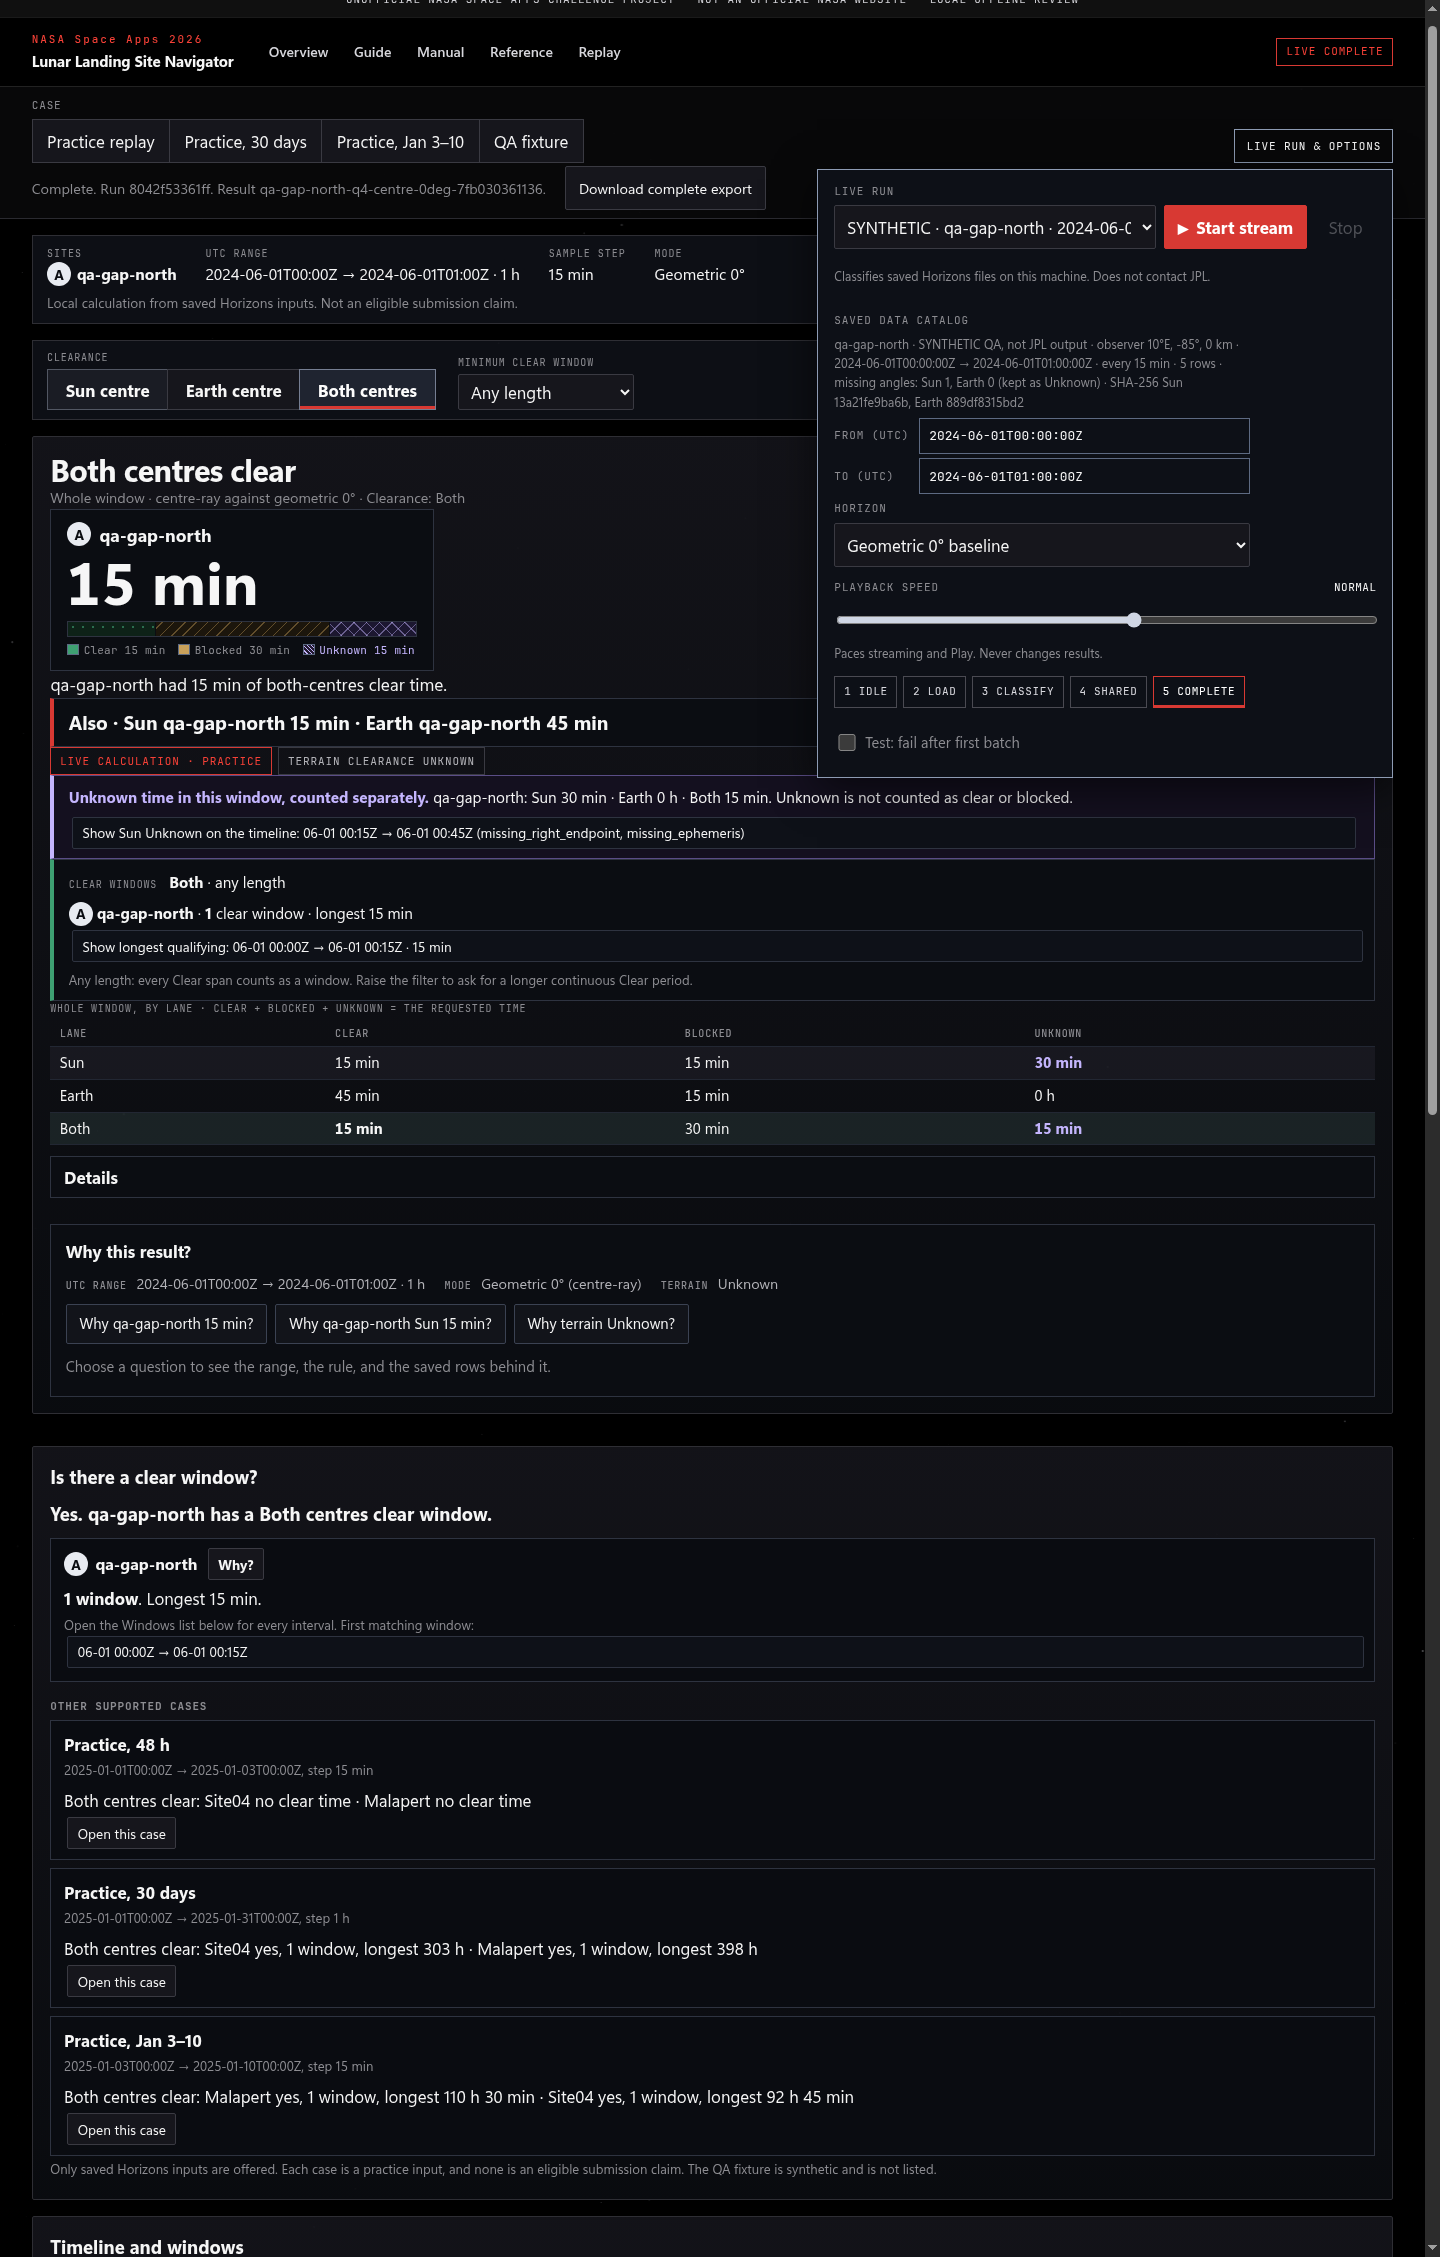 UNOFFICIAL NASA SPACE APPS CHALLENGE PROJECT · NOT AN OFFICIAL NASA WEBSITE · LOCAL OFFLINE REVIEW
NASA Space Apps 2026
Lunar Landing Site Navigator
Overview Guide Manual Reference Replay
LIVE COMPLETE
CASE
Practice replay Practice, 30 days Practice, Jan 3–10 QA fixture
LIVE RUN & OPTIONS
Complete. Run 8042f53361ff. Result qa-gap-north-q4-centre-0deg-7fb030361136. Download complete export
SITES UTC RANGE SAMPLE STEP MODE
A qa-gap-north 2024-06-01T00:00Z → 2024-06-01T01:00Z · 1 h 15 min Geometric 0°
Local calculation from saved Horizons inputs. Not an eligible submission claim.
CLEARANCE MINIMUM CLEAR WINDOW
Sun centre Earth centre Both centres Any length
LIVE RUN
SYNTHETIC · qa-gap-north · 2024-06-0 ▶ Start stream Stop
Classifies saved Horizons files on this machine. Does not contact JPL.
SAVED DATA CATALOG
qa-gap-north · SYNTHETIC QA, not JPL output · observer 10°E, -85°, 0 km ·
2024-06-01T00:00:00Z → 2024-06-01T01:00:00Z · every 15 min · 5 rows ·
missing angles: Sun 1, Earth 0 (kept as Unknown) · SHA-256 Sun
13a21fe9ba6b, Earth 889df8315bd2
FROM (UTC) 2024-06-01T00:00:00Z
TO (UTC) 2024-06-01T01:00:00Z
HORIZON
Geometric 0° baseline
PLAYBACK SPEED NORMAL
Paces streaming and Play. Never changes results.
1 IDLE 2 LOAD 3 CLASSIFY 4 SHARED 5 COMPLETE
Test: fail after first batch
Both centres clear
Whole window · centre-ray against geometric 0° · Clearance: Both
A qa-gap-north
15 min
Clear 15 min Blocked 30 min Unknown 15 min
qa-gap-north had 15 min of both-centres clear time.
Also · Sun qa-gap-north 15 min · Earth qa-gap-north 45 min
LIVE CALCULATION · PRACTICE TERRAIN CLEARANCE UNKNOWN
Unknown time in this window, counted separately. qa-gap-north: Sun 30 min · Earth 0 h · Both 15 min. Unknown is not counted as clear or blocked.
Show Sun Unknown on the timeline: 06-01 00:15Z → 06-01 00:45Z (missing_right_endpoint, missing_ephemeris)
CLEAR WINDOWS Both · any length
A qa-gap-north · 1 clear window · longest 15 min
Show longest qualifying: 06-01 00:00Z → 06-01 00:15Z · 15 min
Any length: every Clear span counts as a window. Raise the filter to ask for a longer continuous Clear period.
WHOLE WINDOW, BY LANE · CLEAR + BLOCKED + UNKNOWN = THE REQUESTED TIME
LANE CLEAR BLOCKED UNKNOWN
Sun 15 min 15 min 30 min
Earth 45 min 15 min 0 h
Both 15 min 30 min 15 min
Details
Why this result?
UTC RANGE 2024-06-01T00:00Z → 2024-06-01T01:00Z · 1 h MODE Geometric 0° (centre-ray) TERRAIN Unknown
Why qa-gap-north 15 min? Why qa-gap-north Sun 15 min? Why terrain Unknown?
Choose a question to see the range, the rule, and the saved rows behind it.
Is there a clear window?
Yes. qa-gap-north has a Both centres clear window.
A qa-gap-north Why?
1 window. Longest 15 min.
Open the Windows list below for every interval. First matching window:
06-01 00:00Z → 06-01 00:15Z
OTHER SUPPORTED CASES
Practice, 48 h
2025-01-01T00:00Z → 2025-01-03T00:00Z, step 15 min
Both centres clear: Site04 no clear time · Malapert no clear time
Open this case
Practice, 30 days
2025-01-01T00:00Z → 2025-01-31T00:00Z, step 1 h
Both centres clear: Site04 yes, 1 window, longest 303 h · Malapert yes, 1 window, longest 398 h
Open this case
Practice, Jan 3–10
2025-01-03T00:00Z → 2025-01-10T00:00Z, step 15 min
Both centres clear: Malapert yes, 1 window, longest 110 h 30 min · Site04 yes, 1 window, longest 92 h 45 min
Open this case
Only saved Horizons inputs are offered. Each case is a practice input, and none is an eligible submission claim. The QA fixture is synthetic and is not listed.
Timeline and windows